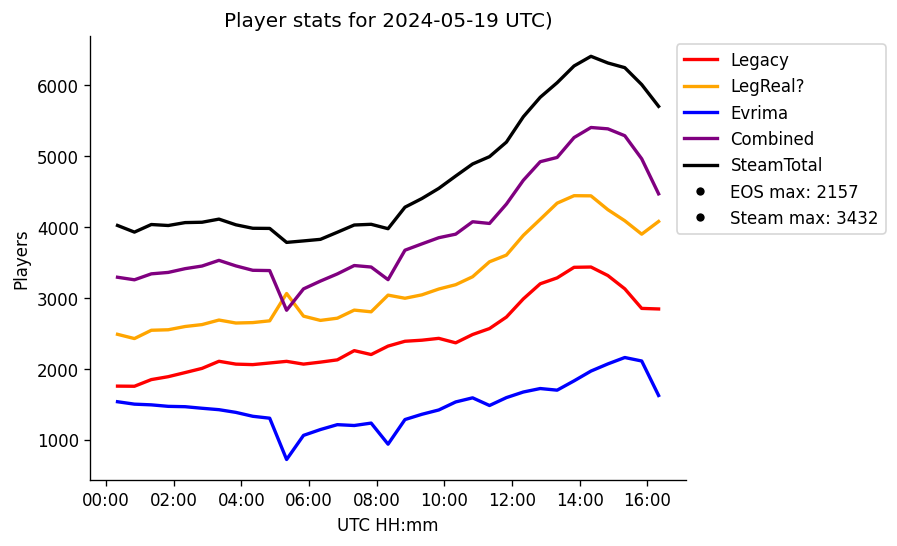 Player stats for 2024-05-19 UTC)
Legacy
LegReal?
Evrima
Combined
SteamTotal
EOS max: 2157
Steam max: 3432
Players
6000
5000
4000
3000
2000
1000
00:00 02:00 04:00 06:00 08:00 10:00 12:00 14:00 16:00
UTC HH:mm